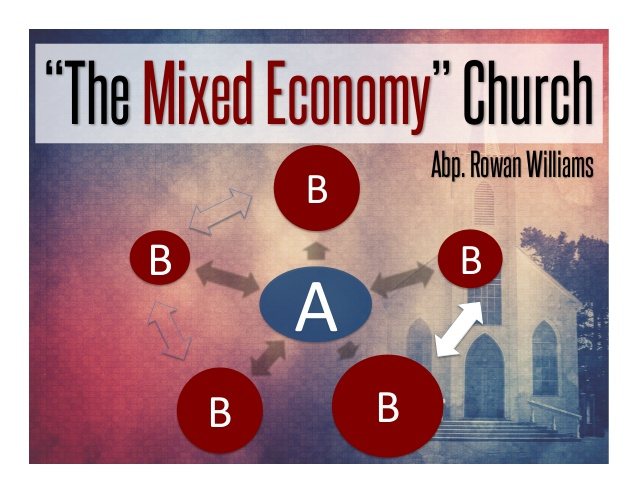 “The Mixed Economy” Church
Abp. Rowan Williams
B
B
B
A
B
B